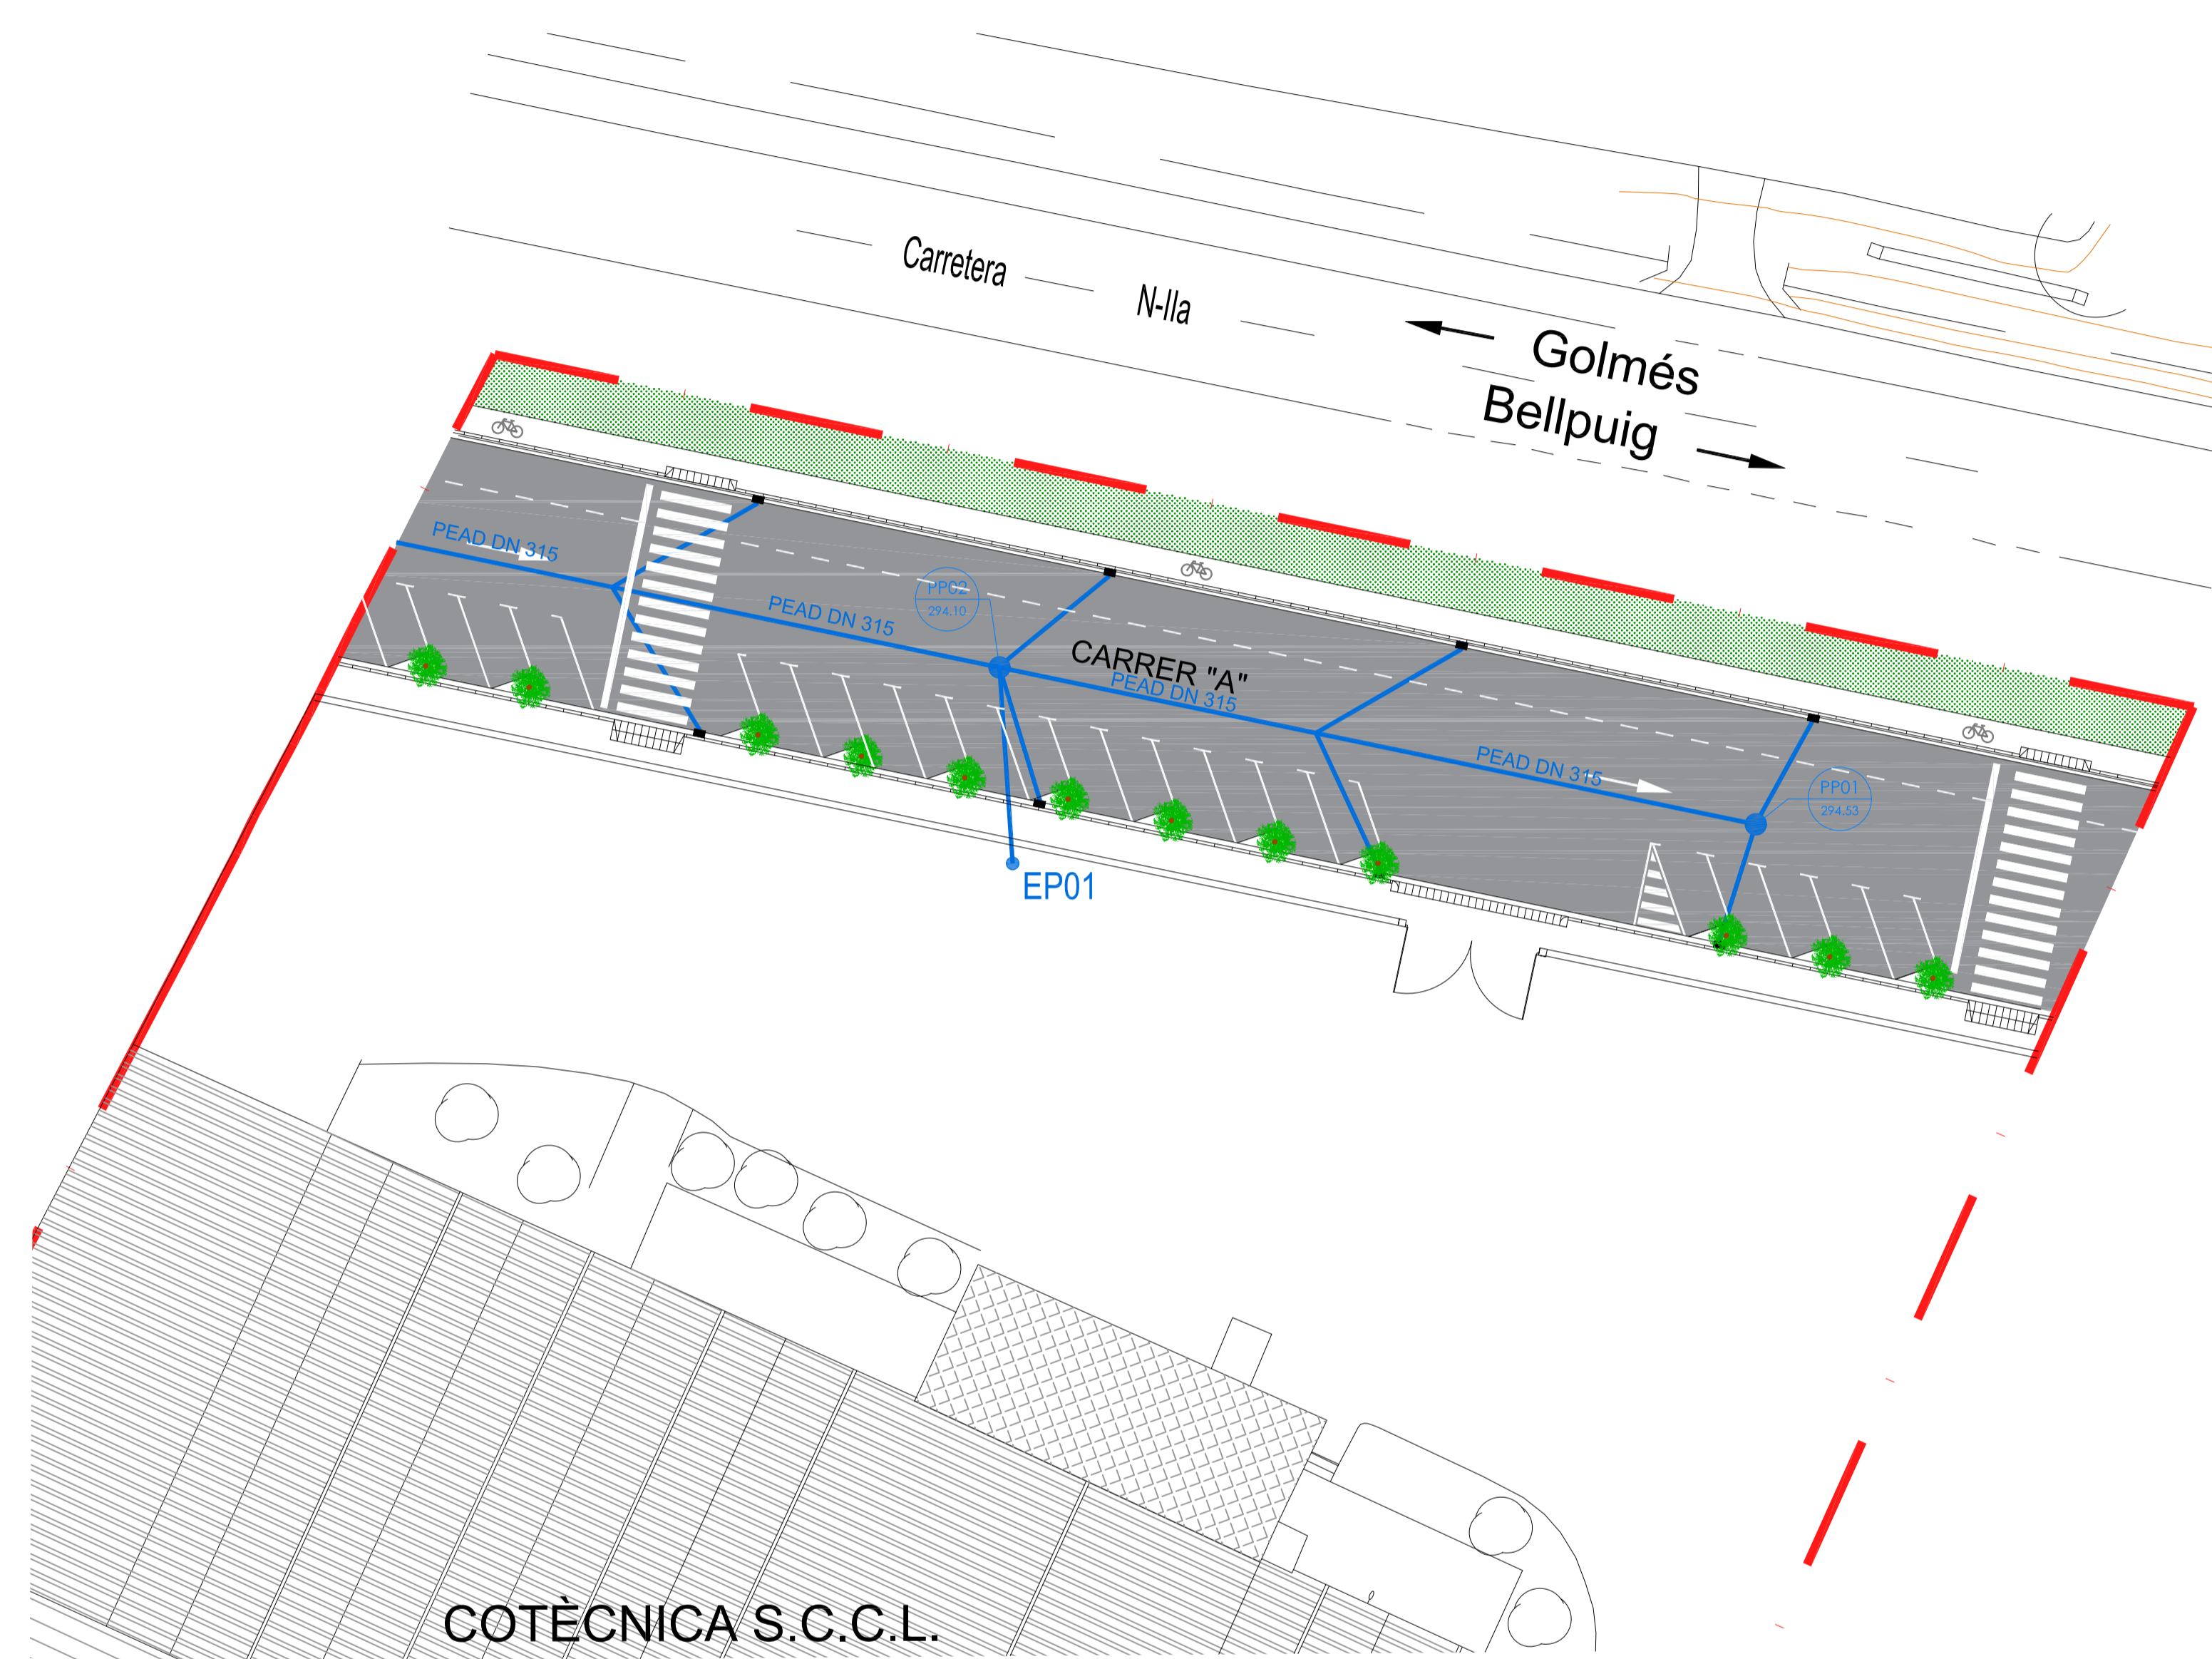 Carretera
N-IIa
Golmés
Bellpuig
PEAD DN 315
PP02
294.10
PEAD DN 315
CARRER "A"
PEAD DN 315
PEAD DN 315
PP01
294.53
EP01
COTÈCNICA S.C.C.L.